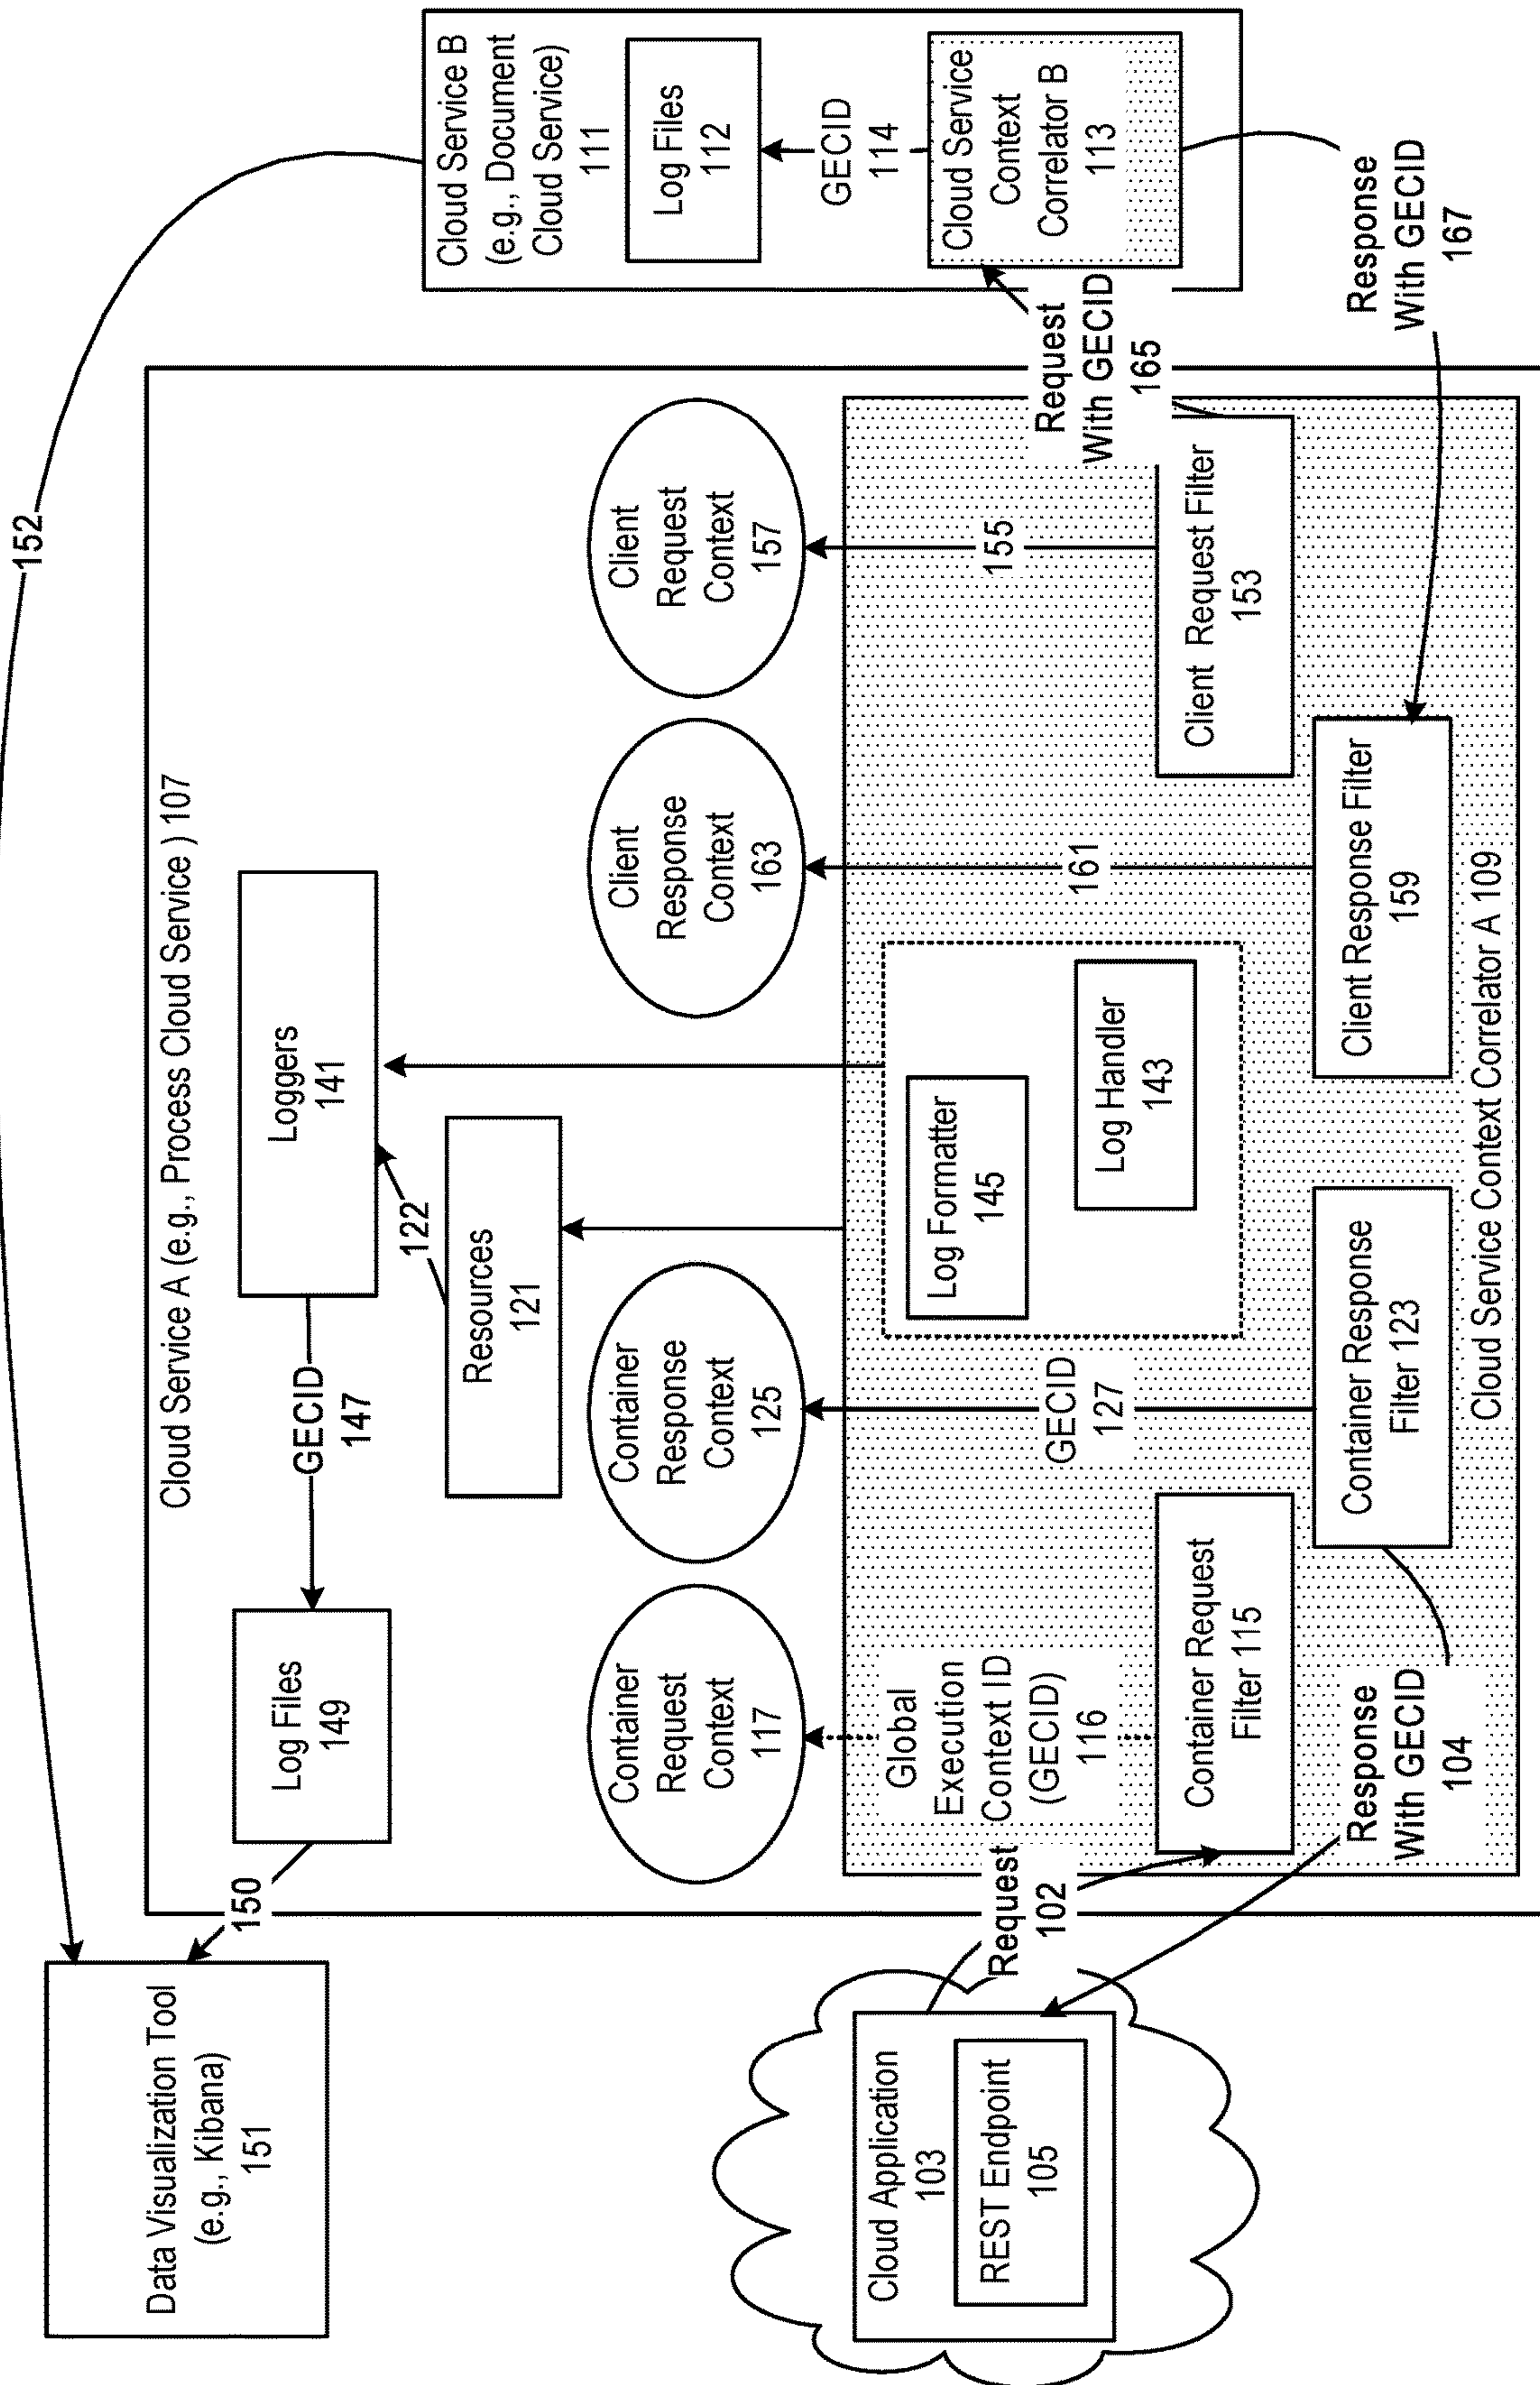 152
Data Visualization Tool
(e.g., Kibana)
151
150
Cloud Service A (e.g., Process Cloud Service ) 107
Log Files
149
GECID
147
Loggers
141
122
Resources
121
Container
Request
Context
117
Container
Response
Context
125
Client
Response
Context
163
Client
Request
Context
157
Global
Execution
Context ID
(GECID)
116
GECID
127
Log Formatter
145
Log Handler
143
161
155
Container Request
Filter 115
Container Response
Filter 123
Client Response Filter
159
Client Request Filter
153
Cloud Service Context Correlator A 109
Cloud Application
103
REST Endpoint
105
Request
102
Response
With GECID
104
Cloud Service B
(e.g., Document
Cloud Service)
111
Log Files
112
GECID
114
Cloud Service
Context
Correlator B
113
Request
With GECID
165
Response
With GECID
167